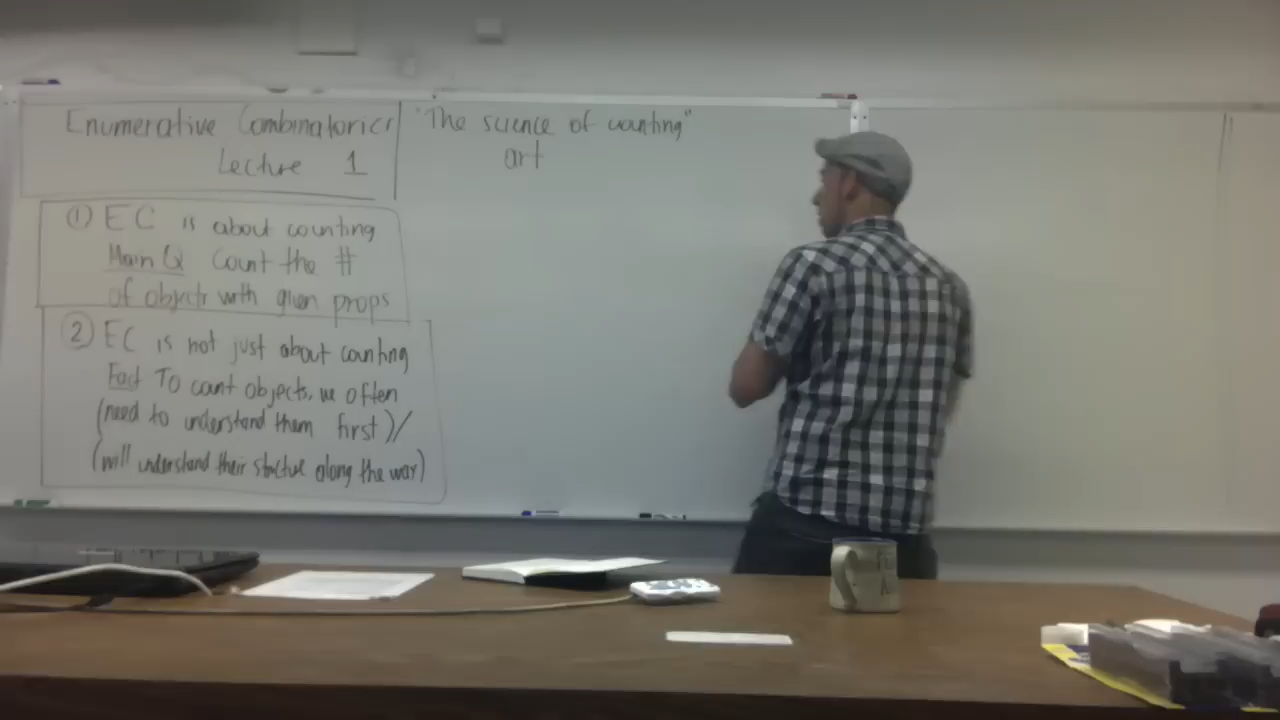 Enumerative Combinatorics
Lecture 1
"The science of counting"
art
① EC is about counting
Main Q Count the #
of objects with given props
② EC is not just about counting
Fact To count objects, we often
(need to understand them first)/
(will understand their structure along the way)